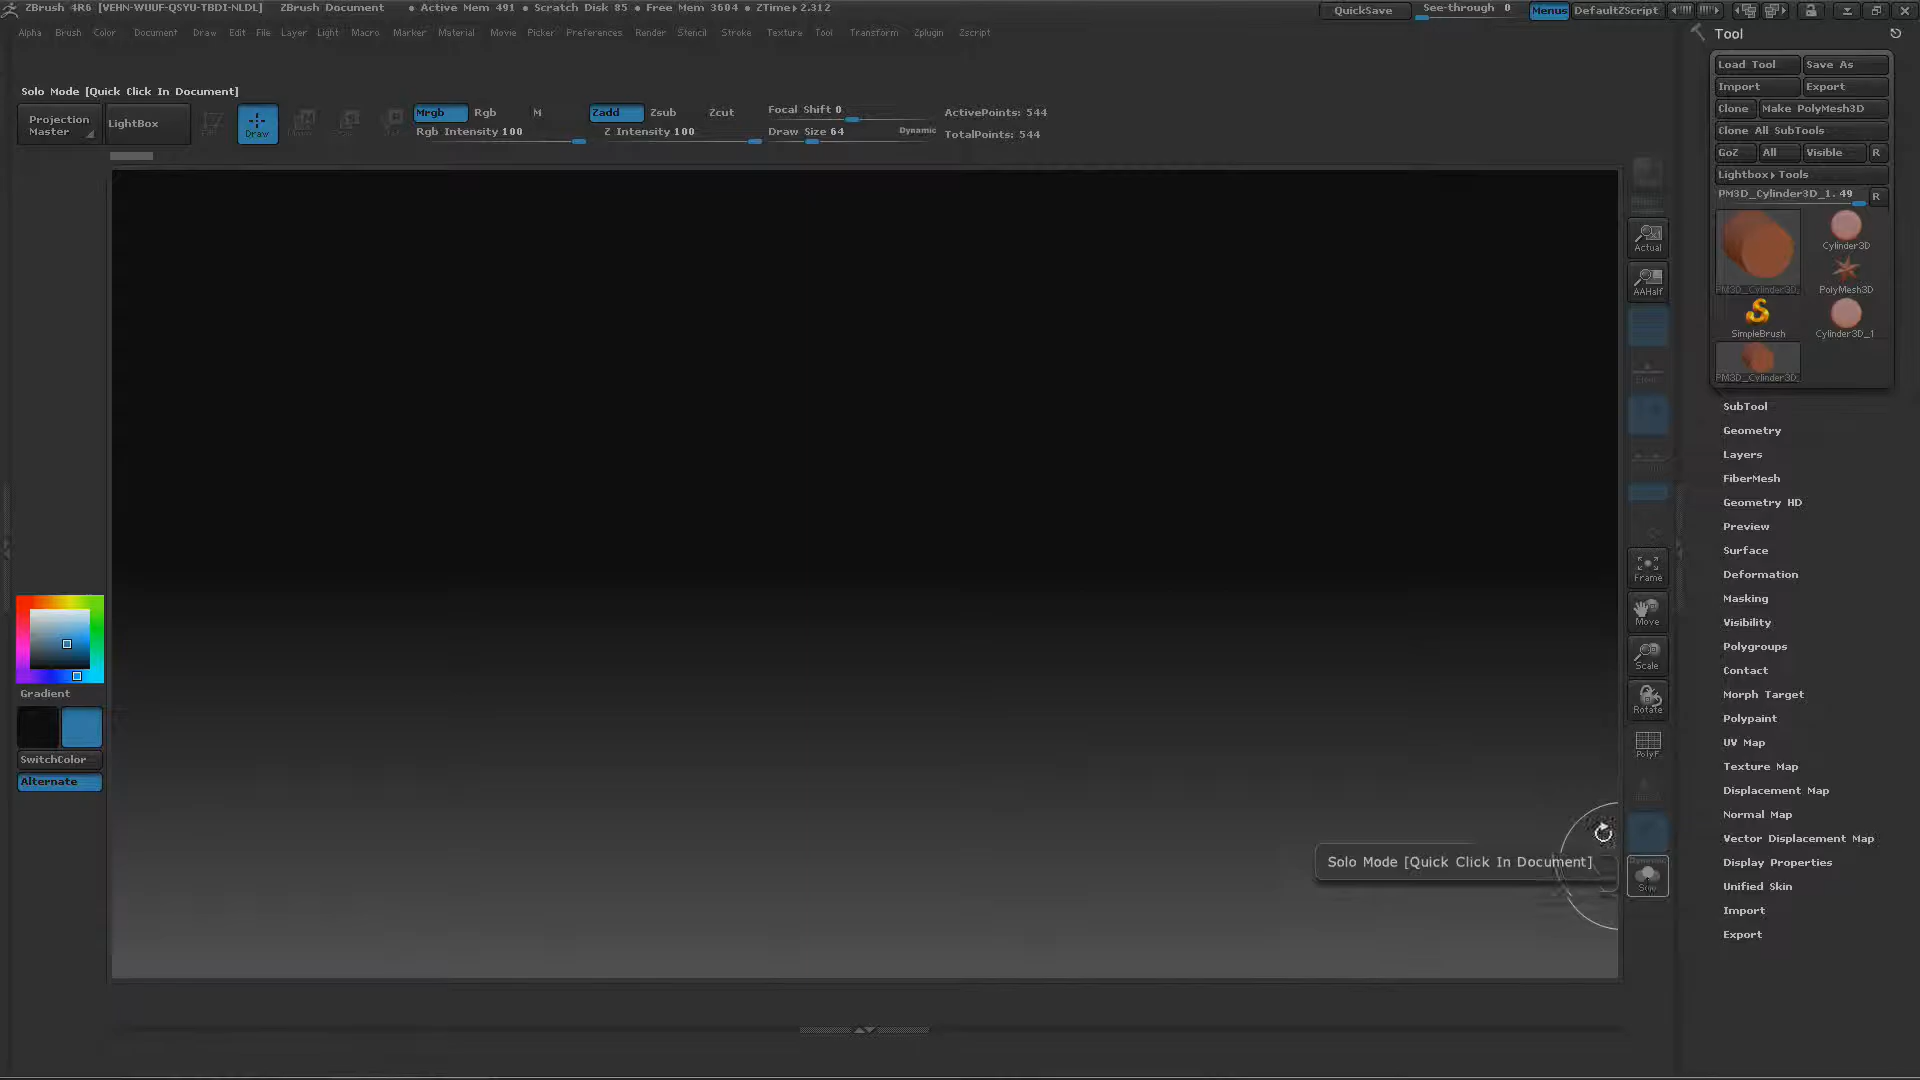 ZBrush 4R6 [VEHN-WUUF-QSYU-TBDI-NLDL] ZBrush Document • Active Mem 491 • Scratch Disk 85 • Free Mem 3604 • ZTime▸2.312 QuickSave See-through 0 Menus DefaultZScript
Alpha Brush Color Document Draw Edit File Layer Light Macro Marker Material Movie Picker Preferences Render Stencil Stroke Texture Tool Transform Zplugin Zscript
Solo Mode [Quick Click In Document]
Projection Master
LightBox
Draw
Mrgb Rgb M
Rgb Intensity 100
Zadd Zsub Zcut
Z Intensity 100
Focal Shift 0
Draw Size 64 Dynamic
ActivePoints: 544
TotalPoints: 544
Gradient
SwitchColor
Alternate
Actual
AAHalf
Frame
Move
Scale
Rotate
PolyF
Solo Mode [Quick Click In Document]
Tool
Load Tool Save As
Import Export
Clone Make PolyMesh3D
Clone All SubTools
GoZ All Visible R
Lightbox▸Tools
PM3D_Cylinder3D_1. 49 R
PM3D_Cylinder3D_
Cylinder3D
PolyMesh3D
SimpleBrush
Cylinder3D_1
PM3D_Cylinder3D_
SubTool
Geometry
Layers
FiberMesh
Geometry HD
Preview
Surface
Deformation
Masking
Visibility
Polygroups
Contact
Morph Target
Polypaint
UV Map
Texture Map
Displacement Map
Normal Map
Vector Displacement Map
Display Properties
Unified Skin
Import
Export